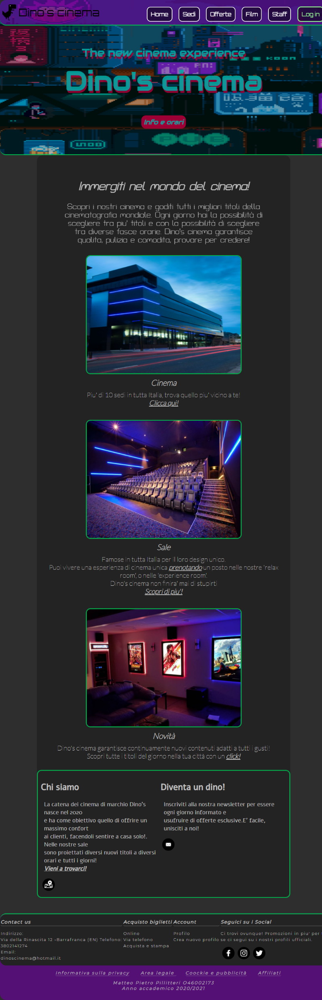 Dino's cinema
Home Sedi Offerte Film Staff Log in
The new cinema experience
Dino's cinema
Info e orari
PUB
Immergiti nel mondo del cinema!
Scopri i nostri cinema e goditi tutti i migliori titoli della
cinematografia mondiale. Ogni giorno hai la possibilità di
scegliere tra piu' titoli e con la possibilità di scegliere
tra diverse fasce orarie. Dino's cinema garantisce
qualita, pulizia e comodita, provare per credere!
Cinema
Piu' di 10 sedi in tutta Italia, trova quello piu' vicino a te!
Clicca qui!
Sale
Famose in tutta Italia per il loro design unico.
Puoi vivere una esperienza di cinema unica prenotando un posto nelle nostre 'relax
room', o nelle 'experience room'.
Dino's cinema non finira' mai di stupirti
Scopri di piu'!
Novità
Dino's cinema garantisce continuamente nuovi contenuti adatti a tutti i gusti!
Scopri tutte i titoli del giorno nella tua città con un click!
Chi siamo
La catena dei cinema di marchio Dino's
nasce nel 2020
e ha come obiettivo quello di offrire un
massimo confort
ai clienti, facendoli sentire a casa solo!.
Nelle nostre sale
sono proiettati diversi nuovi titoli a diversi
orari e tutti i giorni!
Vieni a trovarci!
Diventa un dino!
Inscriviti alla nostra newsletter per essere
ogni giorno informato e
usufruire di offerte esclusive.E' facile,
unisciti a noi!
Contact us
Indirizzo:
Via della Rinascita 12 -Barrafranca (EN) Telefono:
3802141274
Email:
dinoscinema@hotmail.it
Acquisto biglietti
Online
Via telefono
Acquista e stampa
Account
Profilo
Crea nuovo profilo
Seguici su i Social
Ci trovi ovunque! Promozioni in piu' per
se ci segui su i nostri profili ufficiali.
Informativa sulla privacy Area legale Coockie e pubblicità Affiliati
Matteo Pietro Pillitteri O46002173
Anno accademico 2020/2021